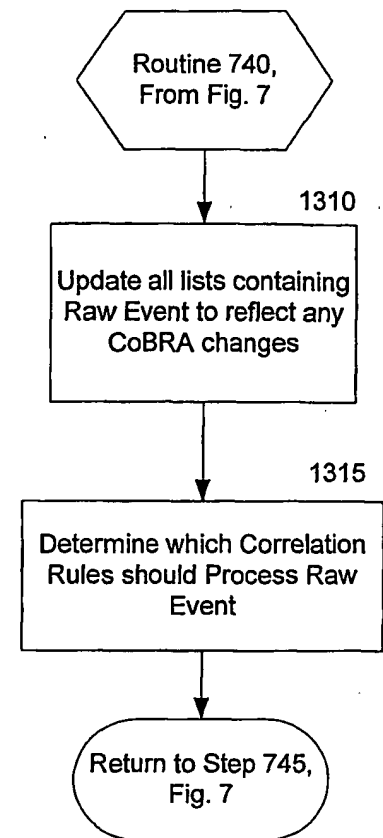 Routine 740,
From Fig. 7
1310
Update all lists containing
Raw Event to reflect any
CoBRA changes
1315
Determine which Correlation
Rules should Process Raw
Event
Return to Step 745,
Fig. 7